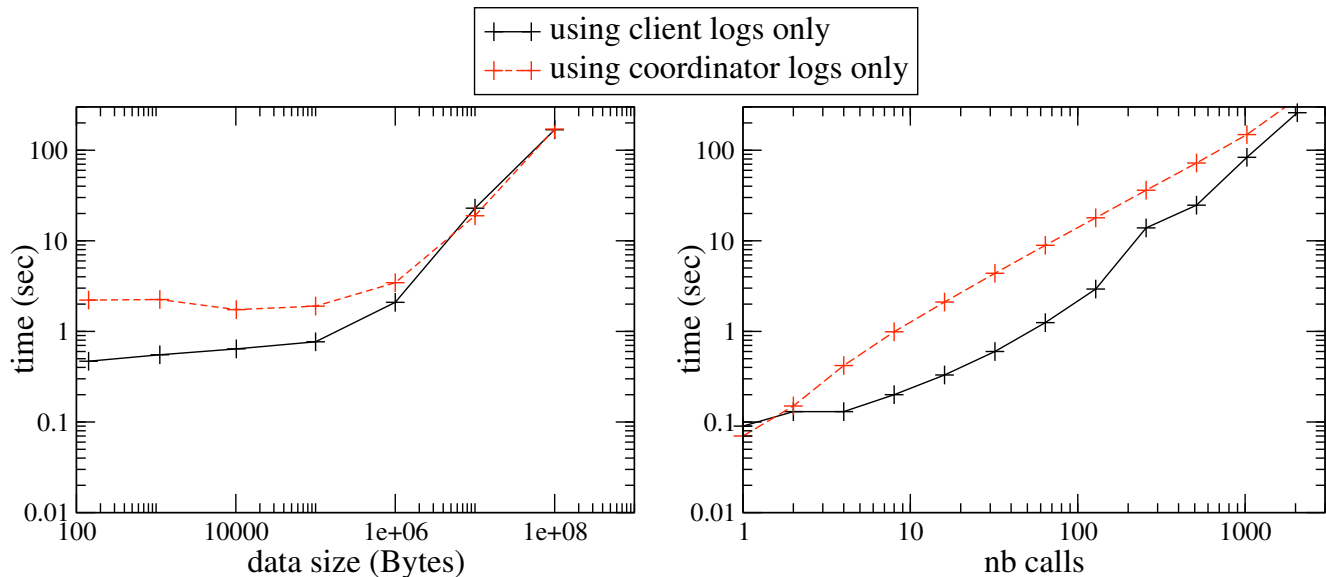 using client logs only
using coordinator logs only
100
10
1
0.1
0.01
time (sec)
100
10000
1e+06
1e+08
data size (Bytes)
100
10
1
0.1
0.01
time (sec)
1
10
100
1000
nb calls